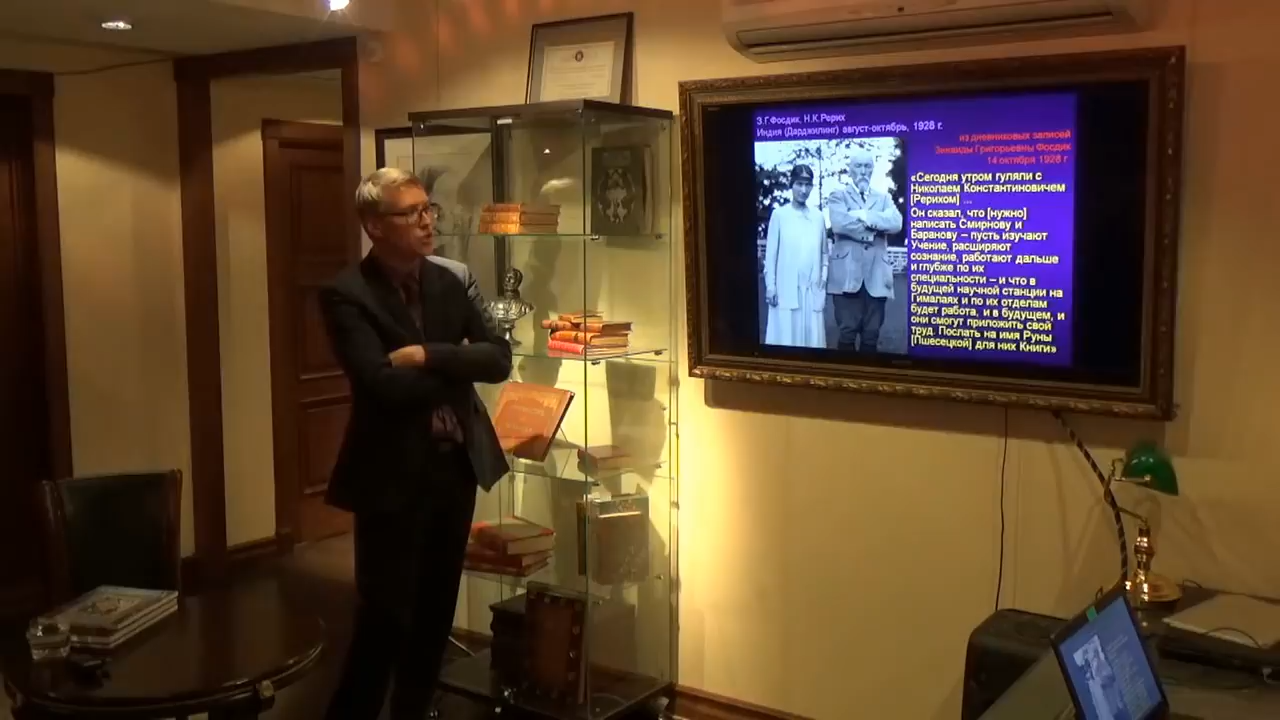 З.Г.Фосдик, Н.К.Рерих
Индия (Дарджилинг) август-октябрь, 1928 г.
из дневниковых записей
Зинаиды Григорьевны Фосдик
14 октября 1928 г
«Сегодня утром гуляли с
Николаем Константиновичем
[Рерихом] ...
Он сказал, что [нужно]
написать Смирнову и
Баранову – пусть изучают
Учение, расширяют
сознание, работают дальше
и глубже по их
специальности – и что в
будущей научной станции на
Гималаях и по их отделам
будет работа, и в будущем, и
они смогут приложить свой
труд. Послать на имя Руны
[Пшесецкой] для них Книги»